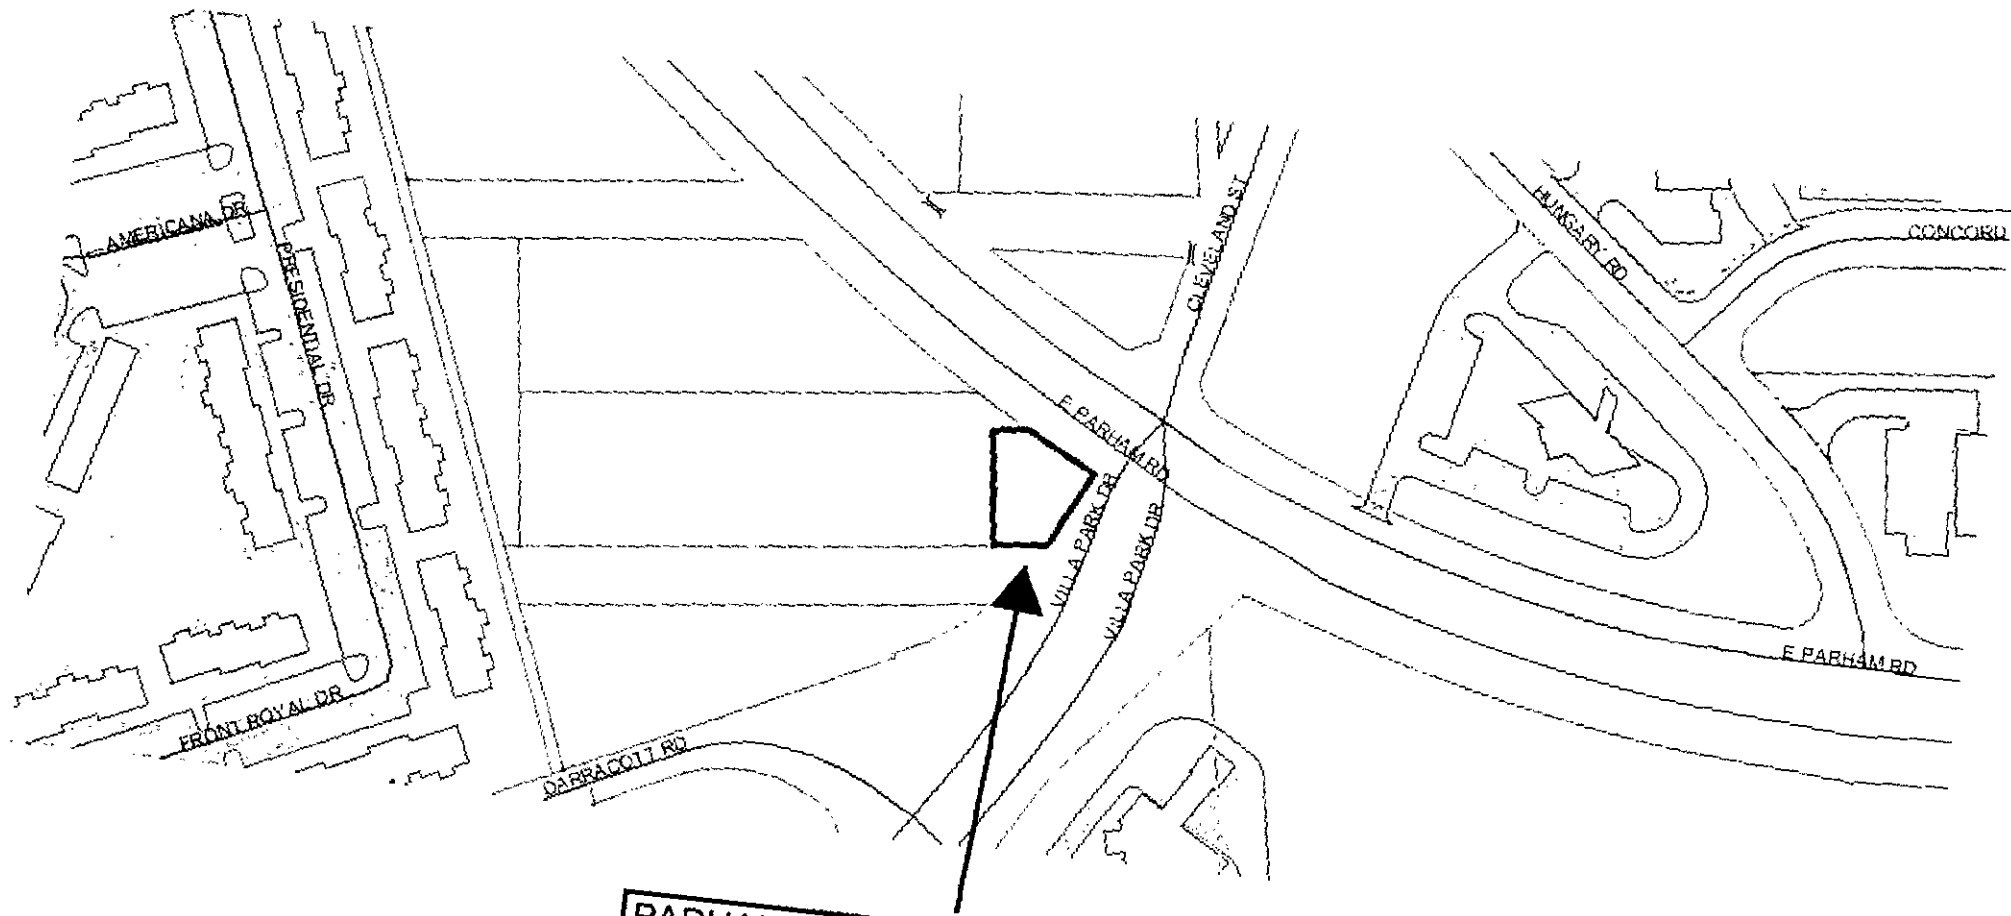 AMERICANA DR
PRESIDENTIAL DR
CLEVELAND ST
HUNGARY RD
CONCORD
E PARHAM RD
VILLA PARK DR
VILLA PARK DR
E PARHAM RD
FRONT ROYAL DR
DARRACOTT RD